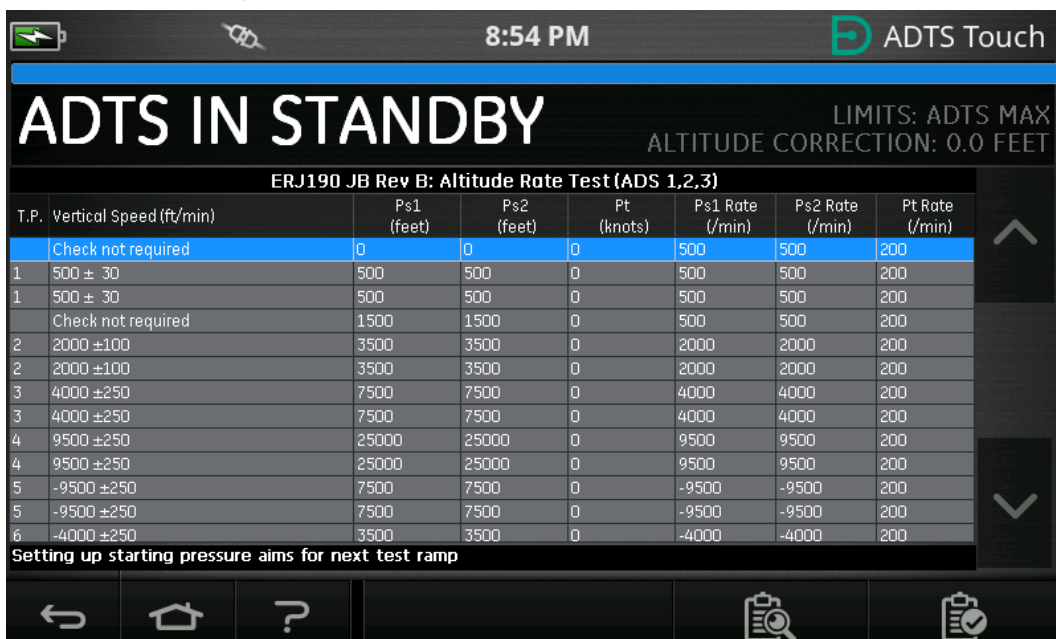 8:54 PM ADTS Touch
ADTS IN STANDBY
LIMITS: ADTS MAX
ALTITUDE CORRECTION: 0.0 FEET
ERJ190 JB Rev B: Altitude Rate Test (ADS 1,2,3)
T.P. Vertical Speed (ft/min) Ps1 (feet) Ps2 (feet) Pt (knots) Ps1 Rate (/min) Ps2 Rate (/min) Pt Rate (/min)
Check not required 0 0 0 500 500 200
1 500 ± 30 500 500 0 500 500 200
1 500 ± 30 500 500 0 500 500 200
Check not required 1500 1500 0 500 500 200
2 2000 ±100 3500 3500 0 2000 2000 200
2 2000 ±100 3500 3500 0 2000 2000 200
3 4000 ±250 7500 7500 0 4000 4000 200
3 4000 ±250 7500 7500 0 4000 4000 200
4 9500 ±250 25000 25000 0 9500 9500 200
4 9500 ±250 25000 25000 0 9500 9500 200
5 -9500 ±250 7500 7500 0 -9500 -9500 200
5 -9500 ±250 7500 7500 0 -9500 -9500 200
6 -4000 ±250 3500 3500 0 -4000 -4000 200
Setting up starting pressure aims for next test ramp